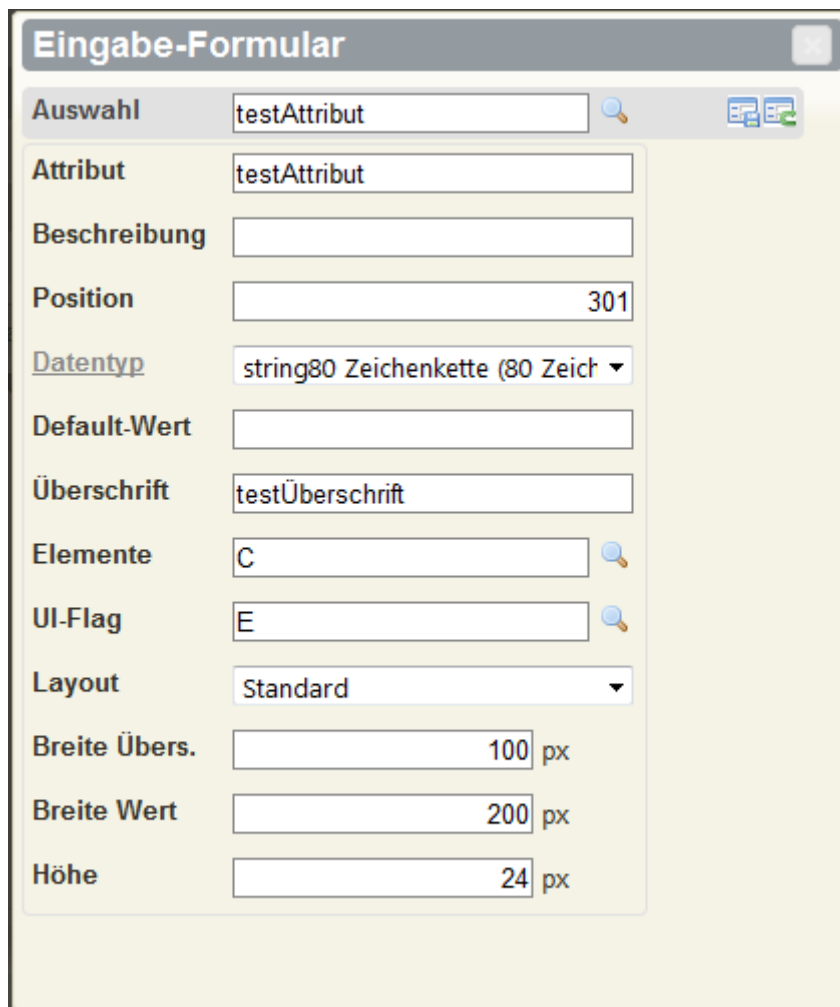 Eingabe-Formular
Auswahl testAttribut
Attribut testAttribut
Beschreibung
Position 301
Datentyp string80 Zeichenkette (80 Zeich
Default-Wert
Überschrift testÜberschrift
Elemente C
UI-Flag E
Layout Standard
Breite Übers. 100 px
Breite Wert 200 px
Höhe 24 px